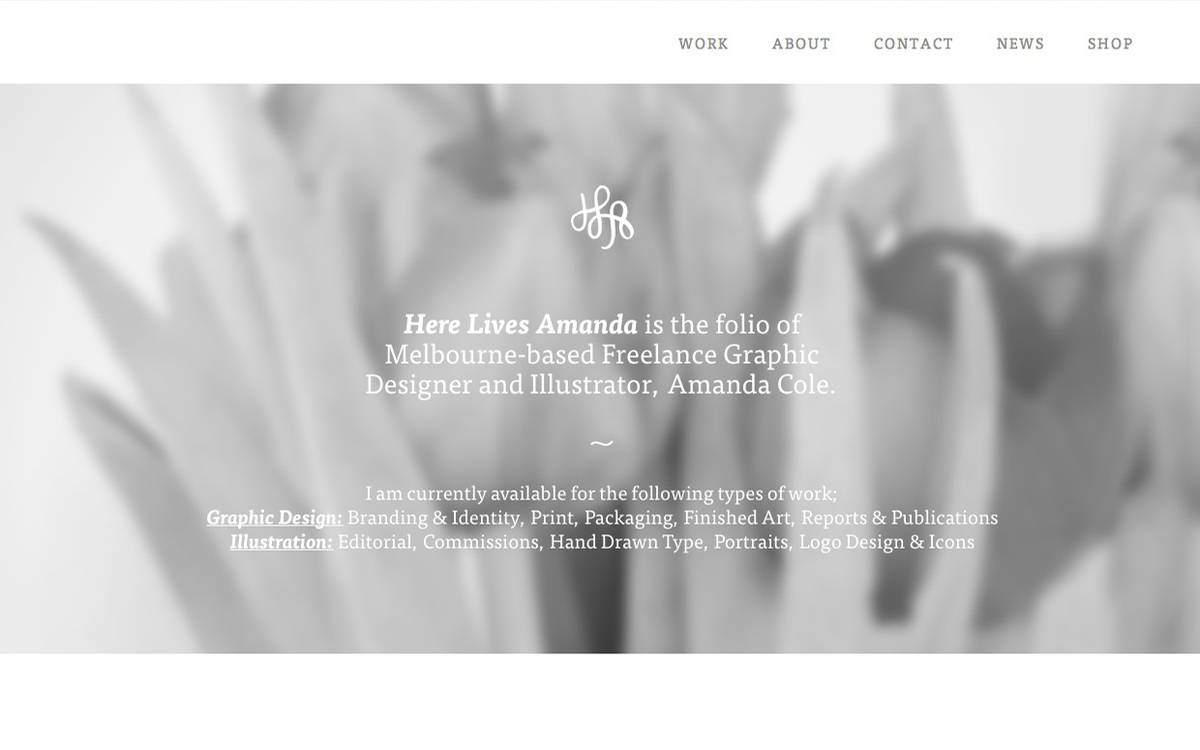 WORK ABOUT CONTACT NEWS SHOP
Here Lives Amanda is the folio of
Melbourne-based Freelance Graphic
Designer and Illustrator, Amanda Cole.
~
I am currently available for the following types of work;
Graphic Design: Branding & Identity, Print, Packaging, Finished Art, Reports & Publications
Illustration: Editorial, Commissions, Hand Drawn Type, Portraits, Logo Design & Icons